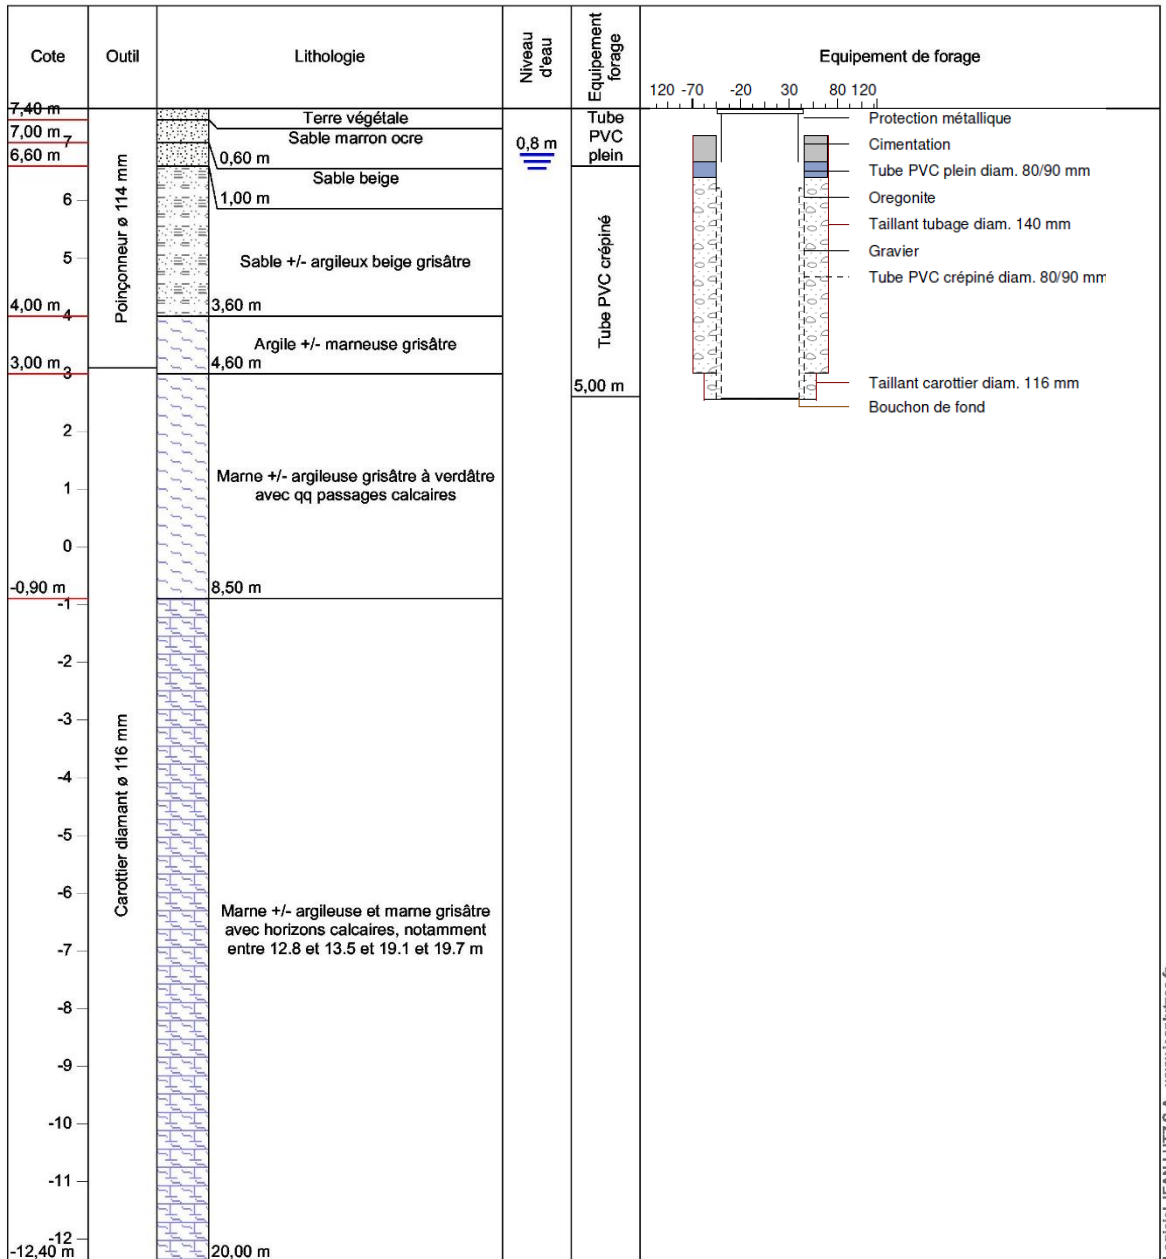 Cote
Outil
Lithologie
Niveau
d'eau
Equipement
forage
Equipement de forage
120 -70 -20 30 80 120
7,40 m
7,00 m
7
6,60 m
6
5
4,00 m
4
3,00 m
3
2
1
0
-0,90 m
-1
-2
-3
-4
-5
-6
-7
-8
-9
-10
-11
-12
-12,40 m
Poinçonneur ø 114 mm
Carottier diamant ø 116 mm
Terre végétale
Sable marron ocre
0,60 m
Sable beige
1,00 m
Sable +/- argileux beige grisâtre
3,60 m
Argile +/- marneuse grisâtre
4,60 m
Marne +/- argileuse grisâtre à verdâtre
avec qq passages calcaires
8,50 m
Marne +/- argileuse et marne grisâtre
avec horizons calcaires, notamment
entre 12.8 et 13.5 et 19.1 et 19.7 m
20,00 m
0,8 m
Tube
PVC
plein
Tube PVC crépiné
5,00 m
Protection métallique
Cimentation
Tube PVC plein diam. 80/90 mm
Oregonite
Taillant tubage diam. 140 mm
Gravier
Tube PVC crépiné diam. 80/90 mm
Taillant carottier diam. 116 mm
Bouchon de fond